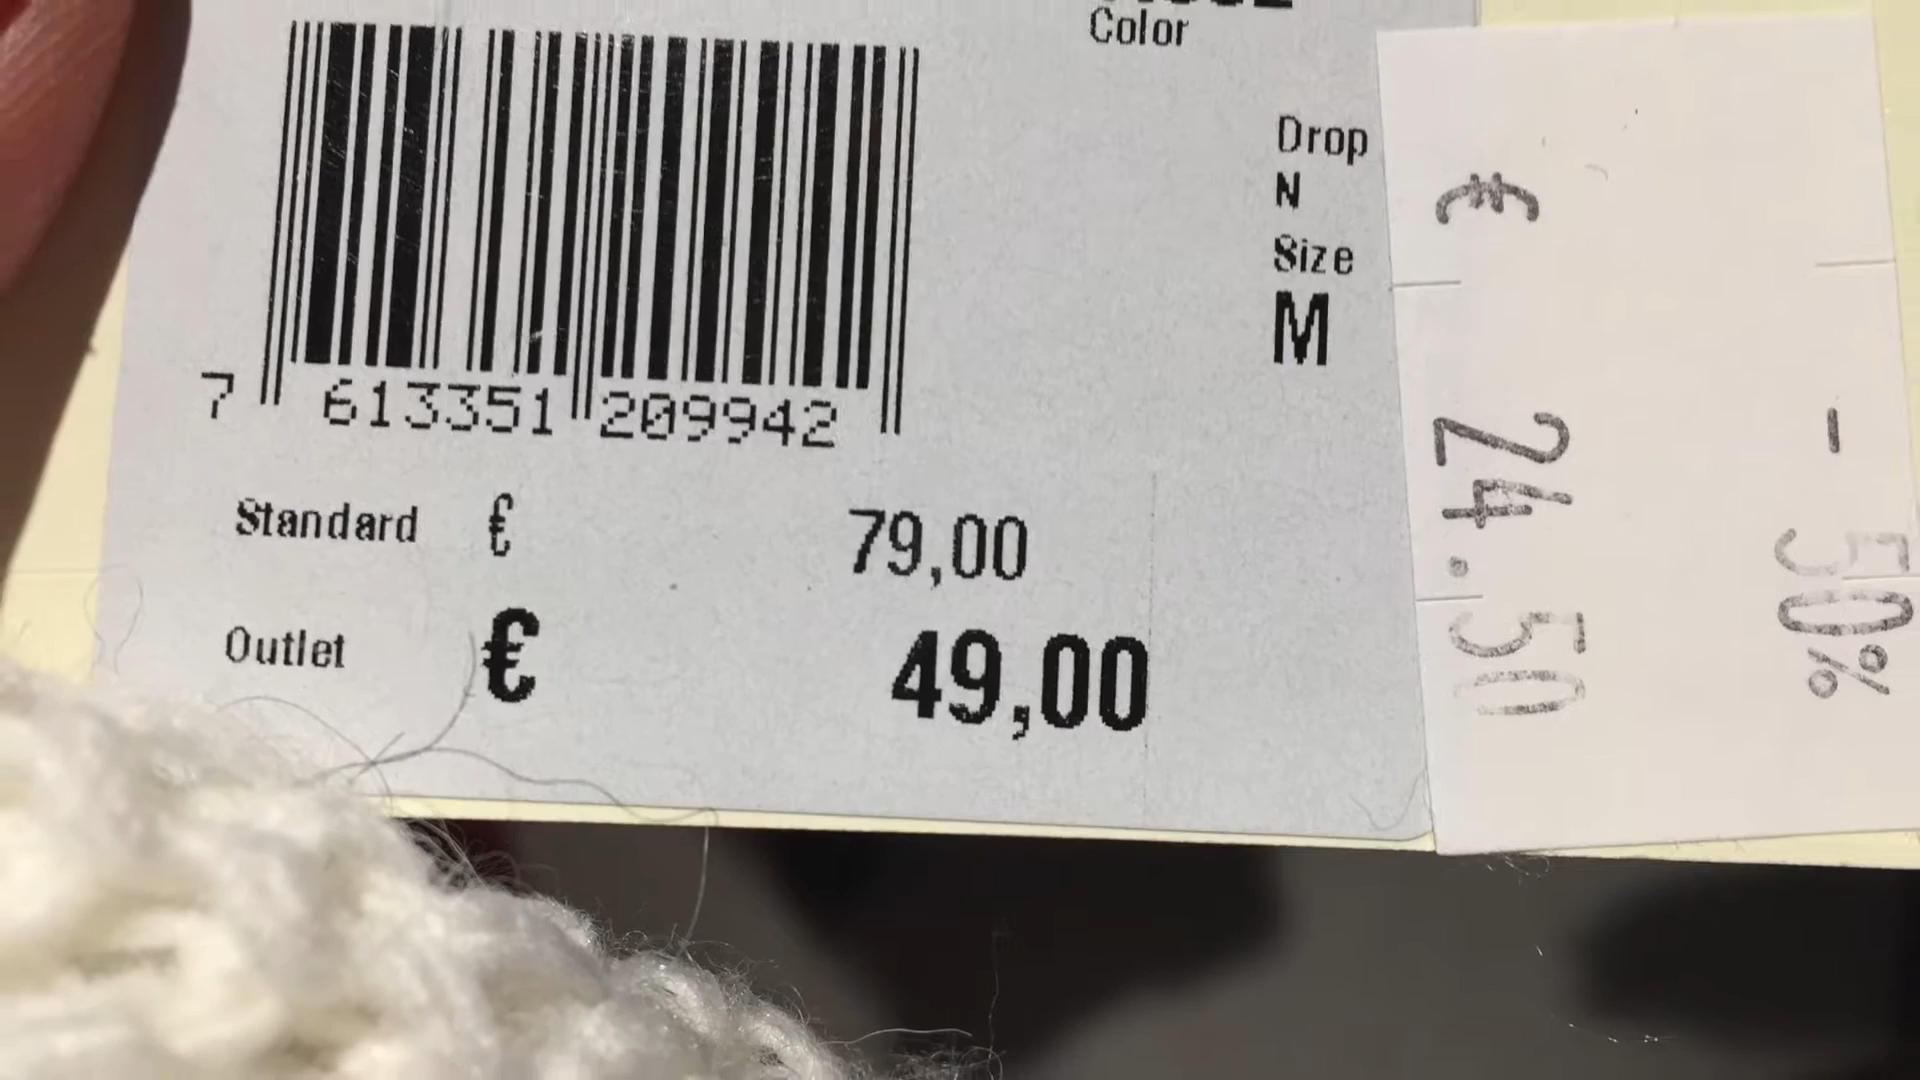 Color
Drop
N
Size
M
7 613351 209942
Standard € 79,00
Outlet € 49,00
- 50%
€ 24.50